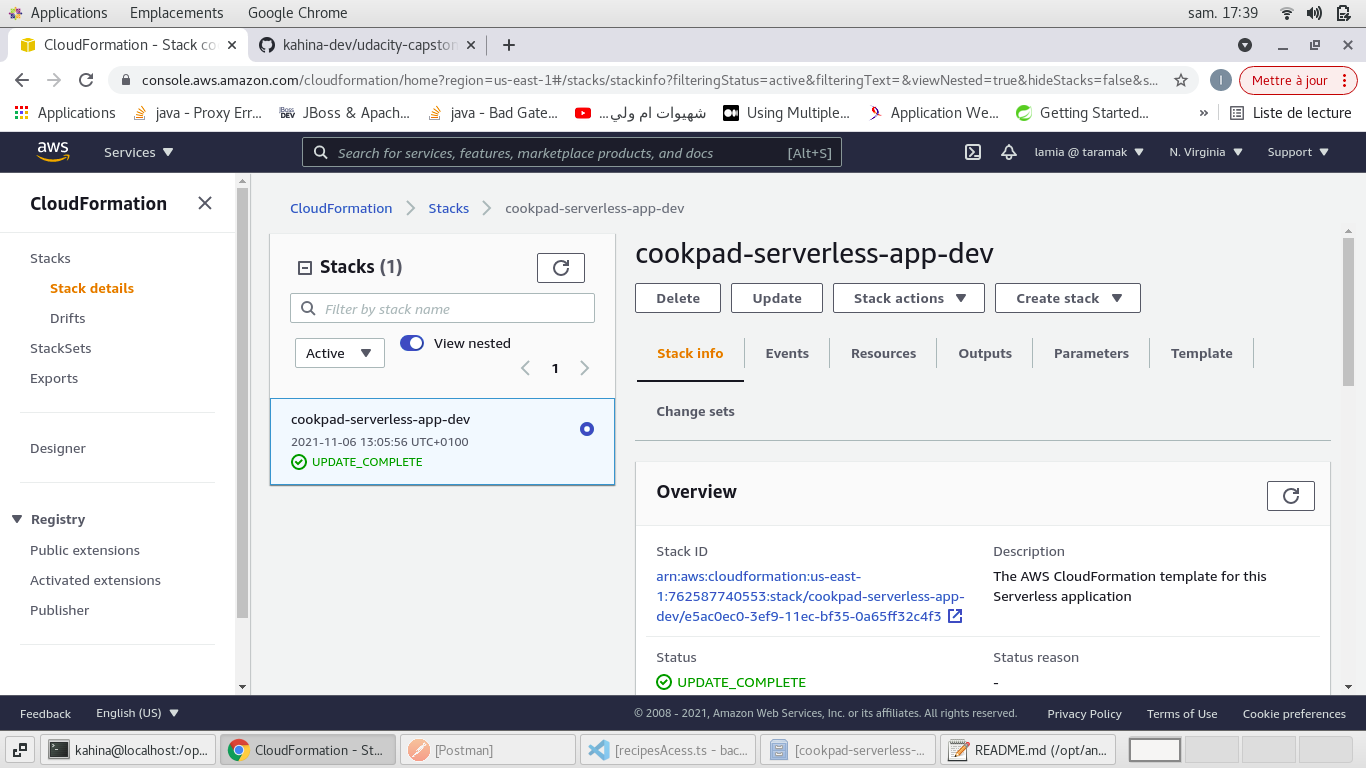 Applications Emplacements Google Chrome sam. 17:39
CloudFormation - Stack co
kahina-dev/udacity-capston
console.aws.amazon.com/cloudformation/home?region=us-east-1#/stacks/stackinfo?filteringStatus=active&filteringText=&viewNested=true&hideStacks=false&s... I Mettre à jour
Applications java - Proxy Err... JBoss & Apach... java - Bad Gate... شهيوات ام ولي... Using Multiple... Application We... Getting Started... » Liste de lecture
aws Services Search for services, features, marketplace products, and docs [Alt+S] lamia @ taramak N. Virginia Support
CloudFormation
Stacks
Stack details
Drifts
StackSets
Exports
Designer
Registry
Public extensions
Activated extensions
Publisher
CloudFormation Stacks cookpad-serverless-app-dev
Stacks (1)
Filter by stack name
Active View nested
1
cookpad-serverless-app-dev
2021-11-06 13:05:56 UTC+0100
UPDATE_COMPLETE
cookpad-serverless-app-dev
Delete Update Stack actions Create stack
Stack info Events Resources Outputs Parameters Template
Change sets
Overview
Stack ID
arn:aws:cloudformation:us-east-
1:762587740553:stack/cookpad-serverless-app-
dev/e5ac0ec0-3ef9-11ec-bf35-0a65ff32c4f3
Description
The AWS CloudFormation template for this
Serverless application
Status
UPDATE_COMPLETE
Status reason
-
Feedback English (US) © 2008 - 2021, Amazon Web Services, Inc. or its affiliates. All rights reserved. Privacy Policy Terms of Use Cookie preferences
kahina@localhost:/op... CloudFormation - St... [Postman] [recipesAcess.ts - bac... [cookpad-serverless-... README.md (/opt/an...